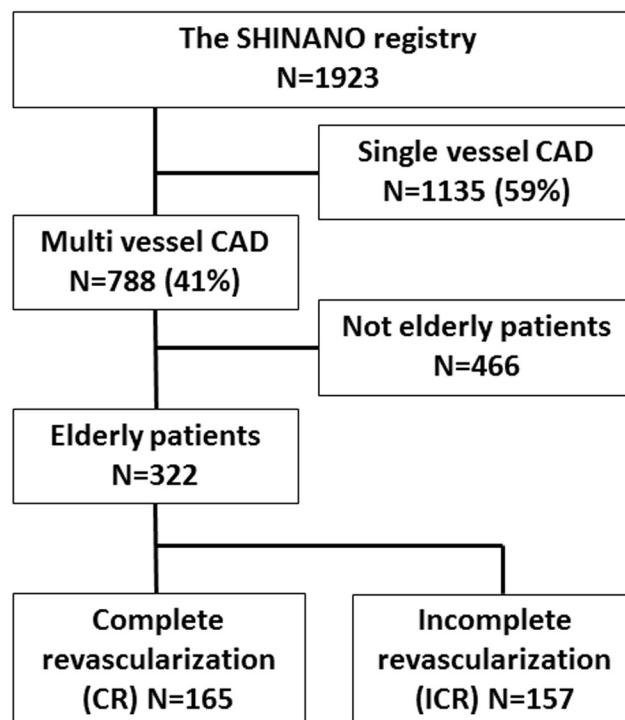 The SHINANO registry
N=1923
Single vessel CAD
N=1135 (59%)
Multi vessel CAD
N=788 (41%)
Not elderly patients
N=466
Elderly patients
N=322
Complete
revascularization
(CR) N=165
Incomplete
revascularization
(ICR) N=157